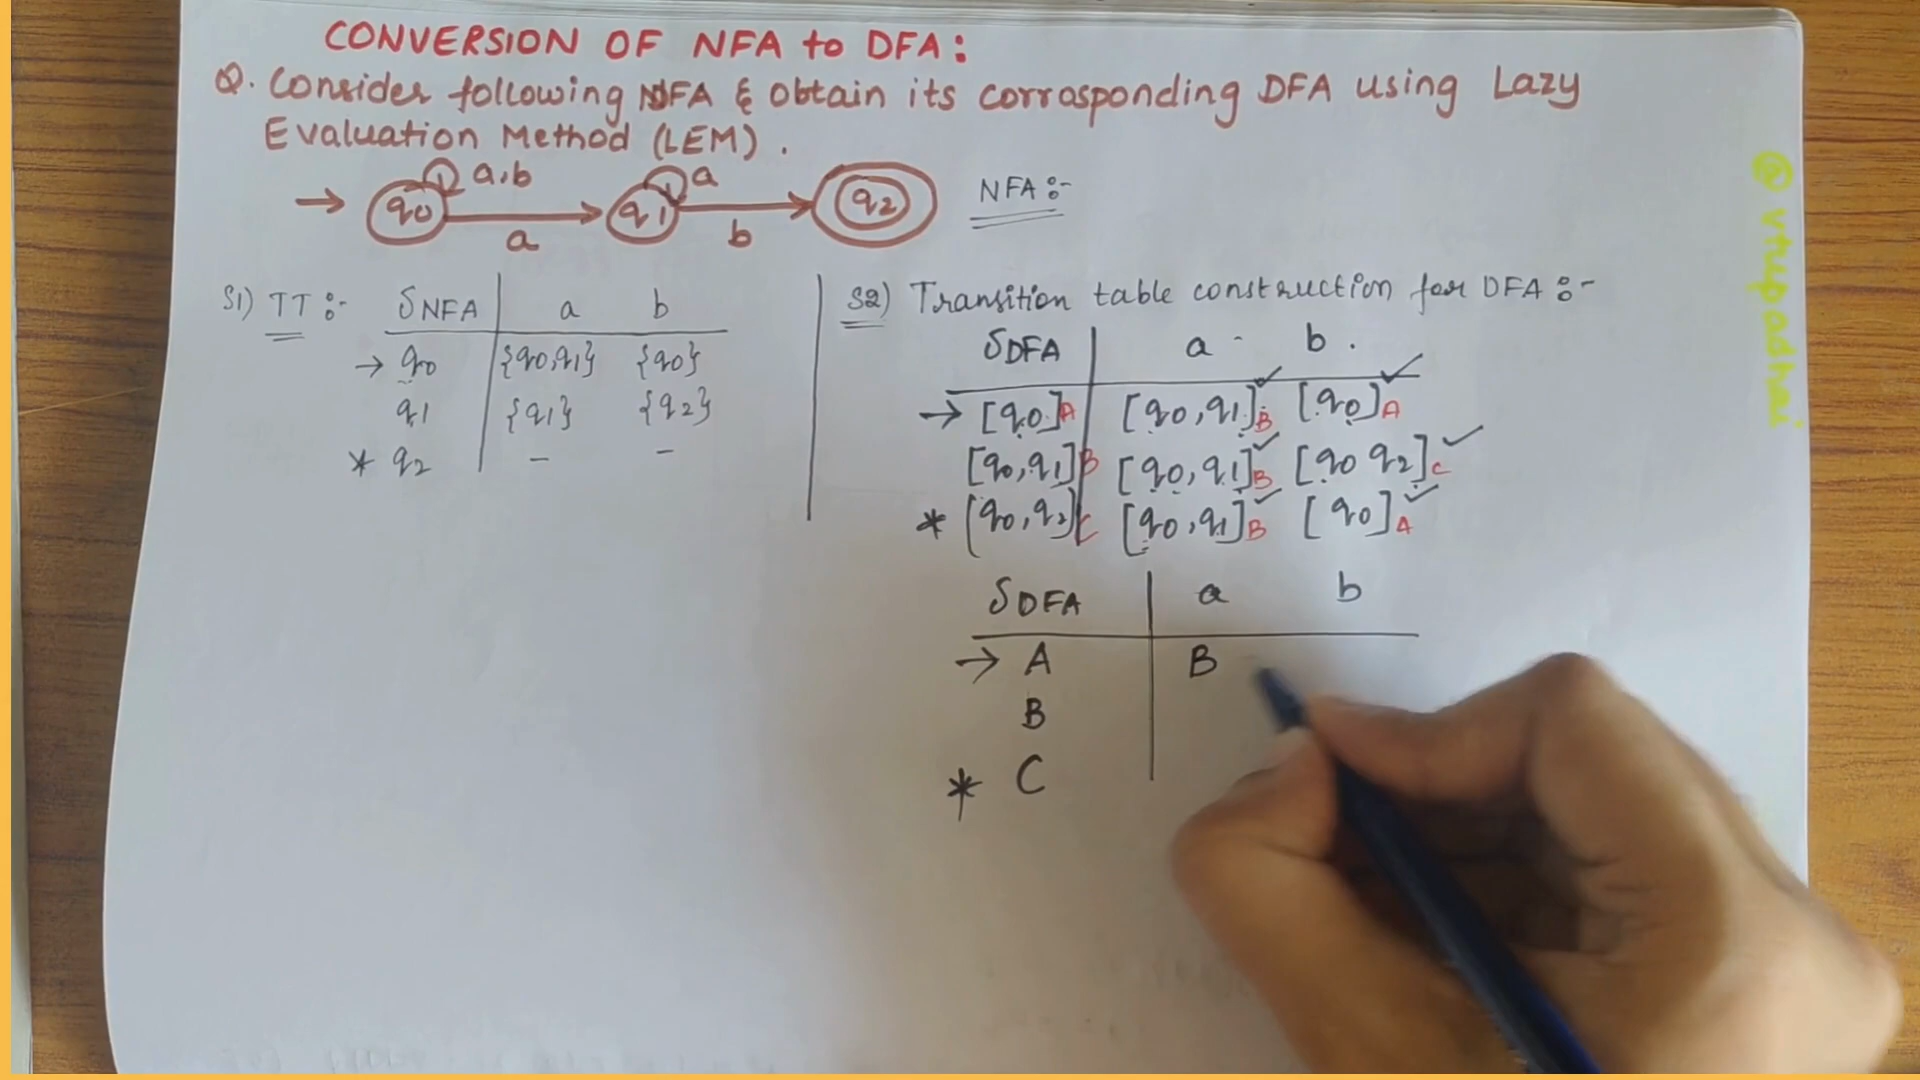 CONVERSION OF NFA to DFA:
Q. Consider following NFA & obtain its corrosponding DFA using Lazy
Evaluation Method (LEM).
a,b a
q0 q1 q2 NFA:-
a b
S1) TT:- δNFA a b
→ q0 {q0,q1} {q0}
q1 {q1} {q2}
* q2 - -
S2) Transition table construction for DFA:-
δDFA a b
→ [q0]A [q0,q1]B [q0]A
[q0,q1]B [q0,q1]B [q0 q2]C
* [q0,q2]C [q0,q1]B [q0]A
δDFA a b
→ A B
B
* C
@ vtupadhai